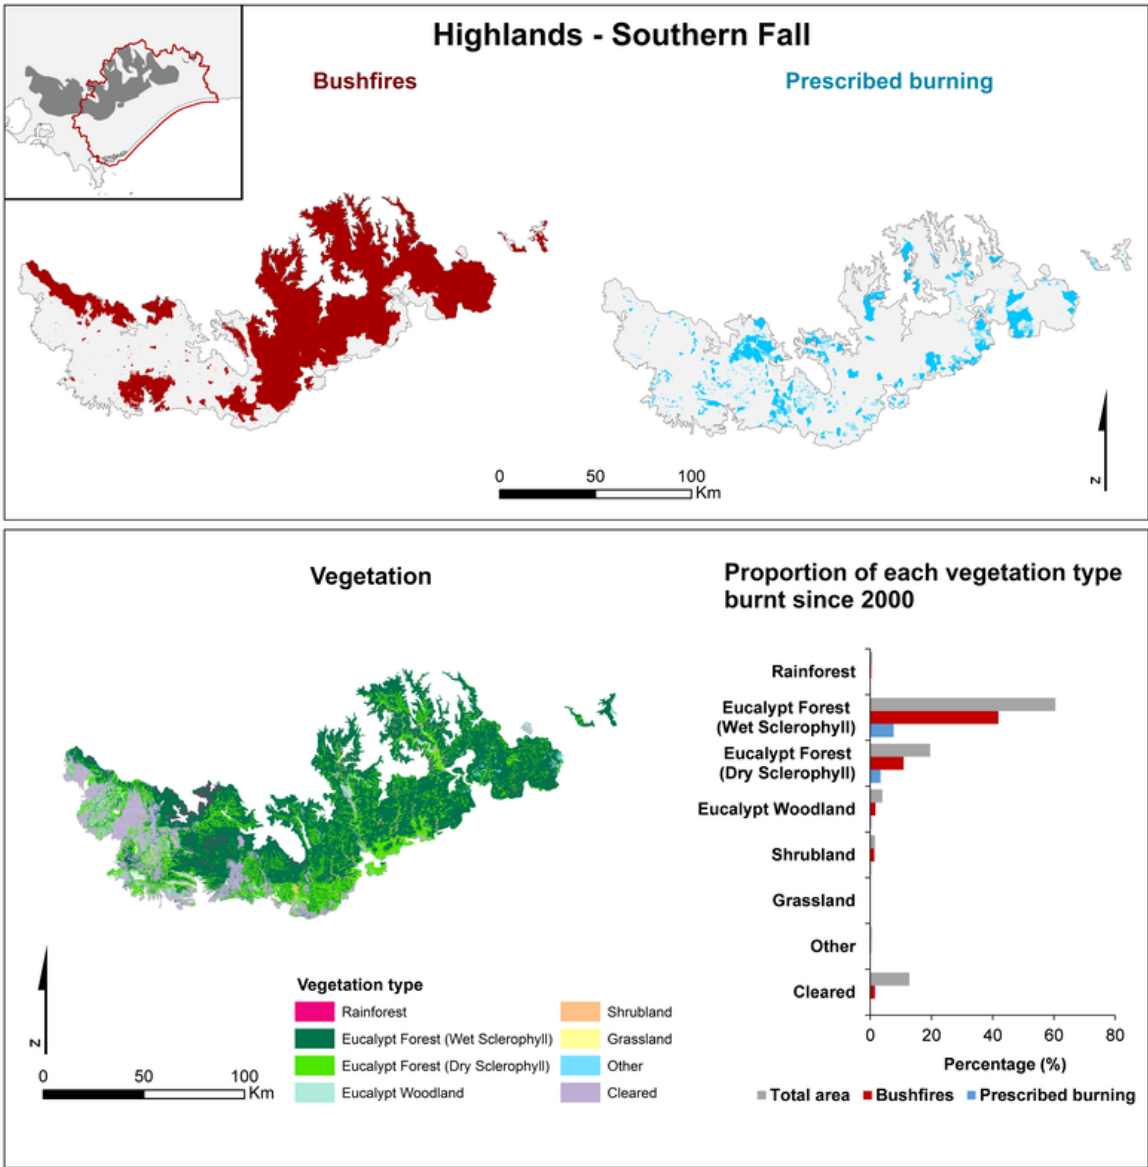 Highlands - Southern Fall
Bushfires
Prescribed burning
0 50 100
Km
N
Vegetation
Proportion of each vegetation type
burnt since 2000
Rainforest
Eucalypt Forest
(Wet Sclerophyll)
Eucalypt Forest
(Dry Sclerophyll)
Eucalypt Woodland
Shrubland
Grassland
Other
Cleared
0 20 40 60 80
Percentage (%)
Total area Bushfires Prescribed burning
Vegetation type
Rainforest
Eucalypt Forest (Wet Sclerophyll)
Eucalypt Forest (Dry Sclerophyll)
Eucalypt Woodland
Shrubland
Grassland
Other
Cleared
N
0 50 100
Km